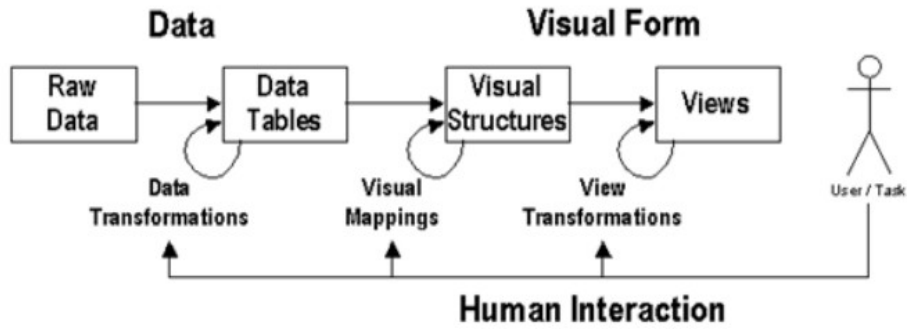 Data
Visual Form
Raw
Data
Data
Tables
Visual
Structures
Views
User / Task
Data
Transformations
Visual
Mappings
View
Transformations
Human Interaction